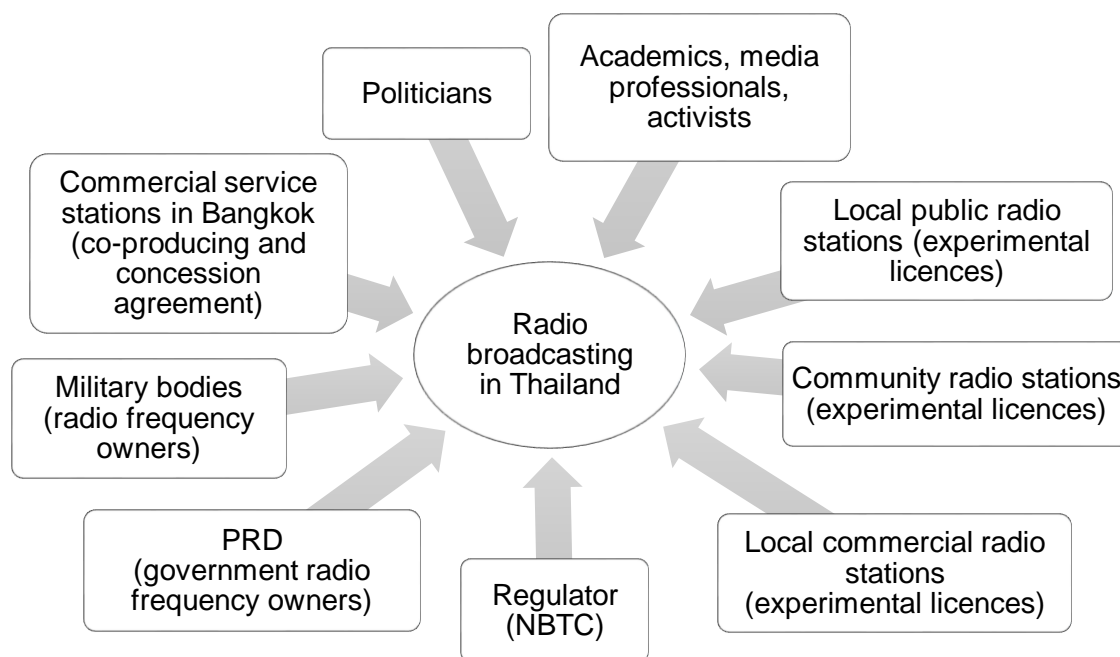 Politicians
Academics, media
professionals,
activists
Commercial service
stations in Bangkok
(co-producing and
concession
agreement)
Local public radio
stations (experimental
licences)
Radio
broadcasting
in Thailand
Military bodies
(radio frequency
owners)
Community radio stations
(experimental licences)
PRD
(government radio
frequency owners)
Regulator
(NBTC)
Local commercial radio
stations
(experimental licences)